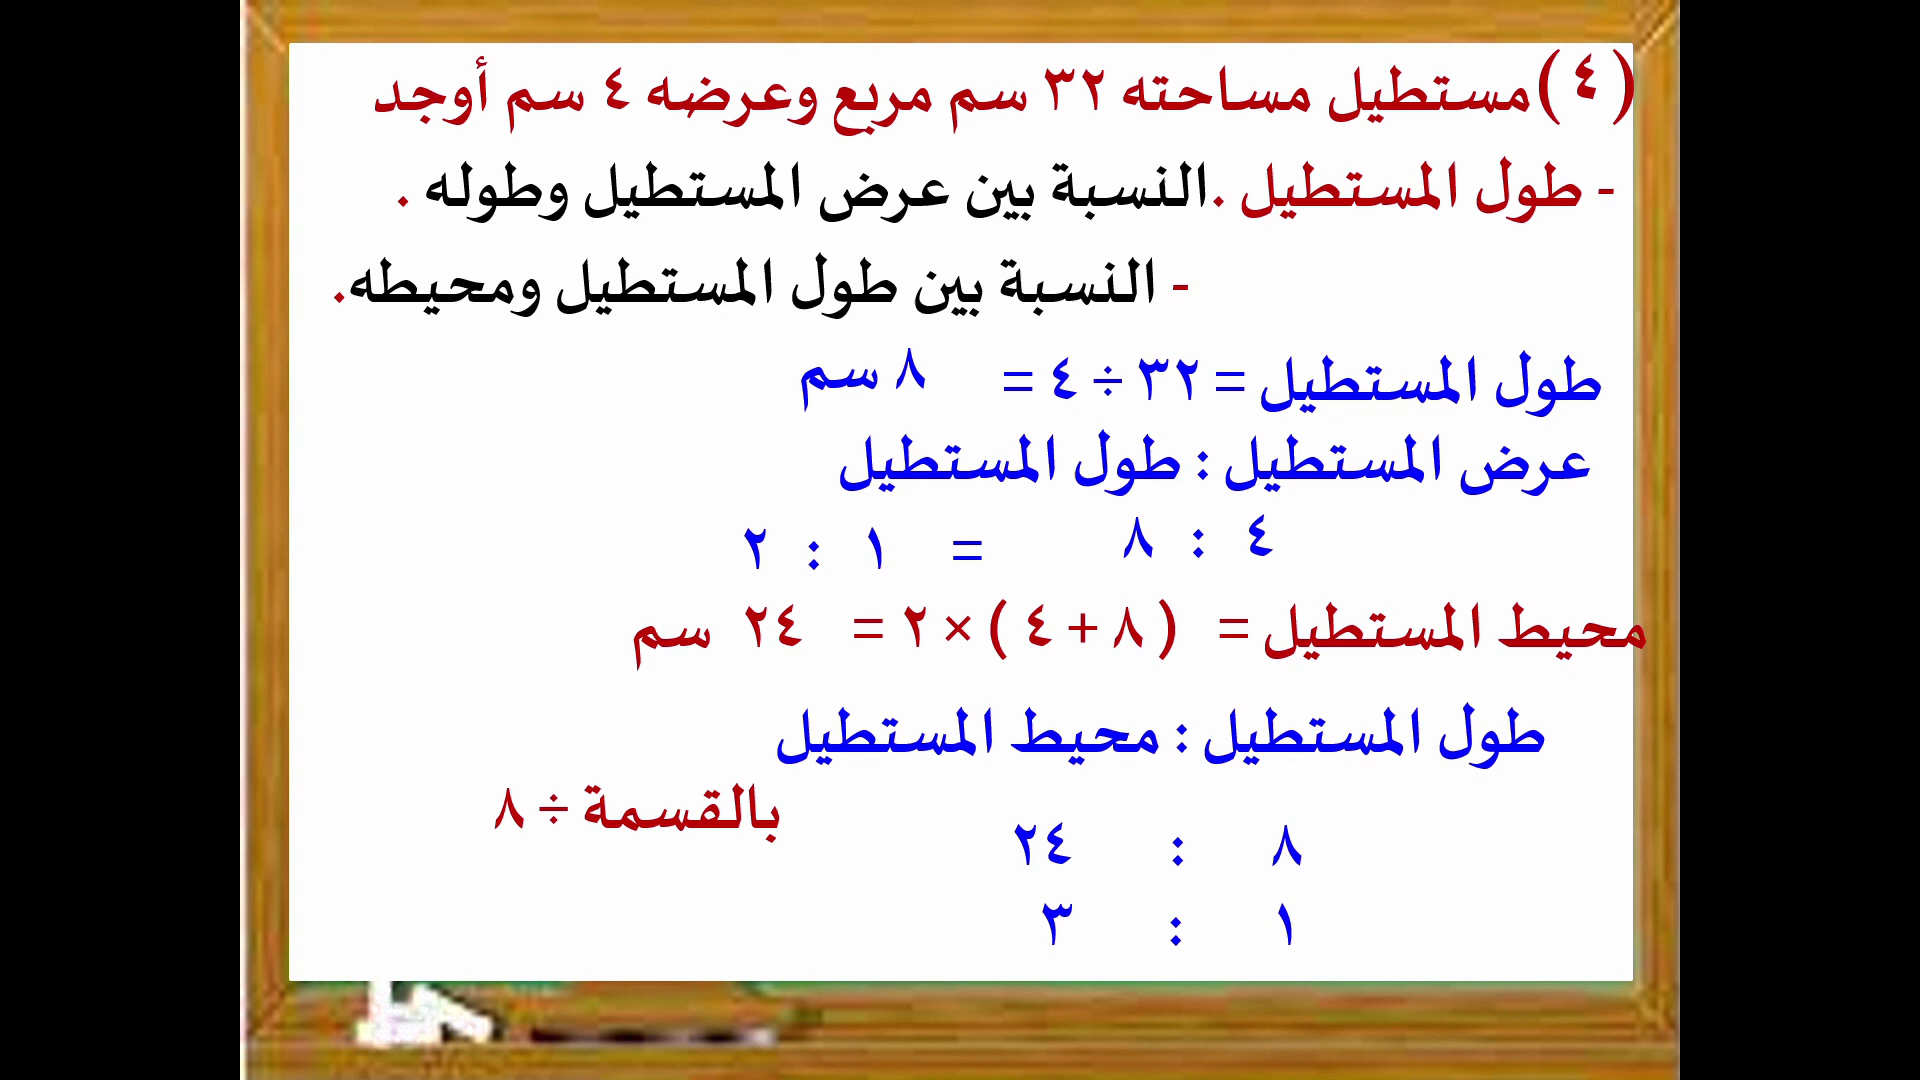 (٤) مستطيل مساحته ٣٢ سم مربع وعرضه ٤ سم أوجد
- طول المستطيل .النسبة بين عرض المستطيل وطوله .
- النسبة بين طول المستطيل ومحيطه.
طول المستطيل = ٣٢ ÷ ٤ = ٨ سم
عرض المستطيل : طول المستطيل
٤ : ٨ = ١ : ٢
محيط المستطيل = ( ٨ + ٤ ) × ٢ = ٢٤ سم
طول المستطيل : محيط المستطيل
بالقسمة ÷ ٨
٨ : ٢٤
١ : ٣